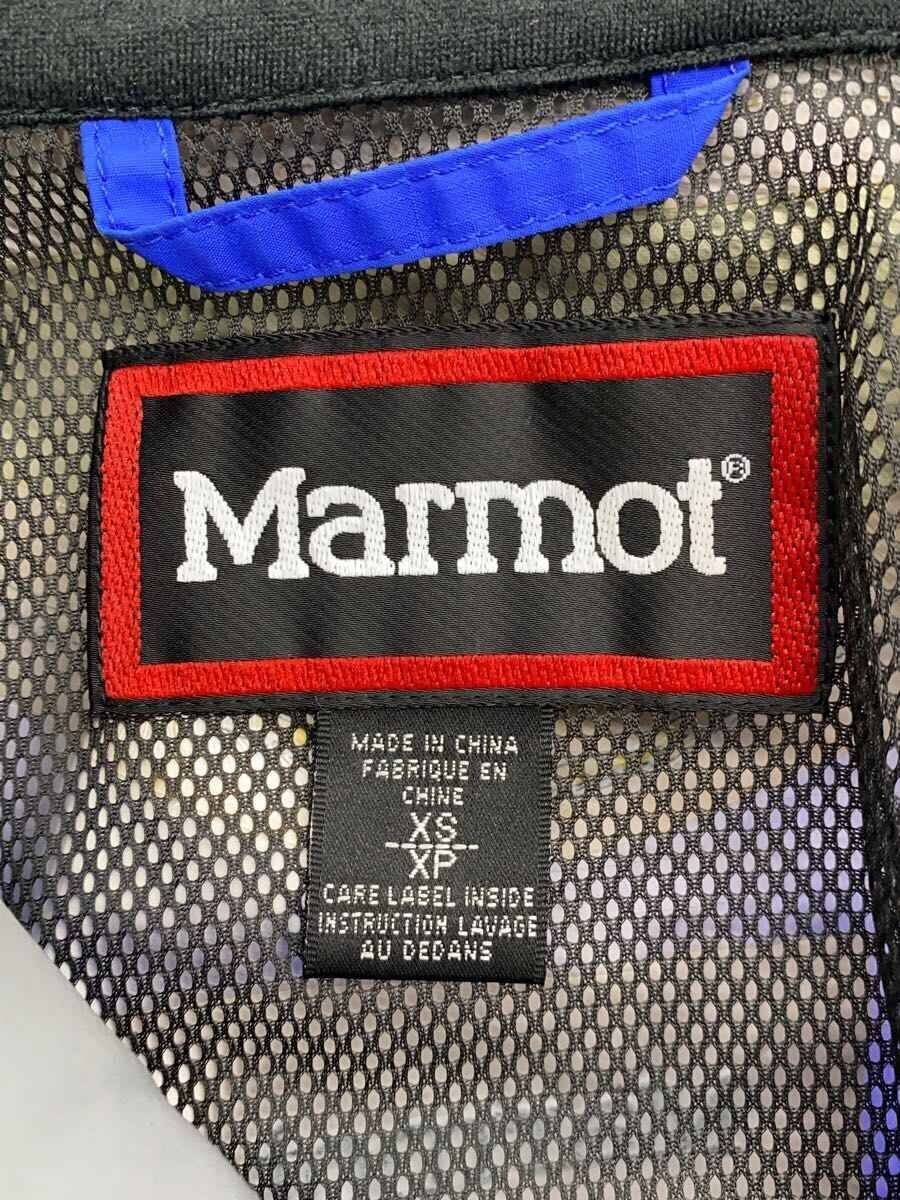 Marmot®
MADE IN CHINA
FABRIQUE EN
CHINE
XS
XP
CARE LABEL INSIDE
INSTRUCTION LAVAGE
AU DEDANS